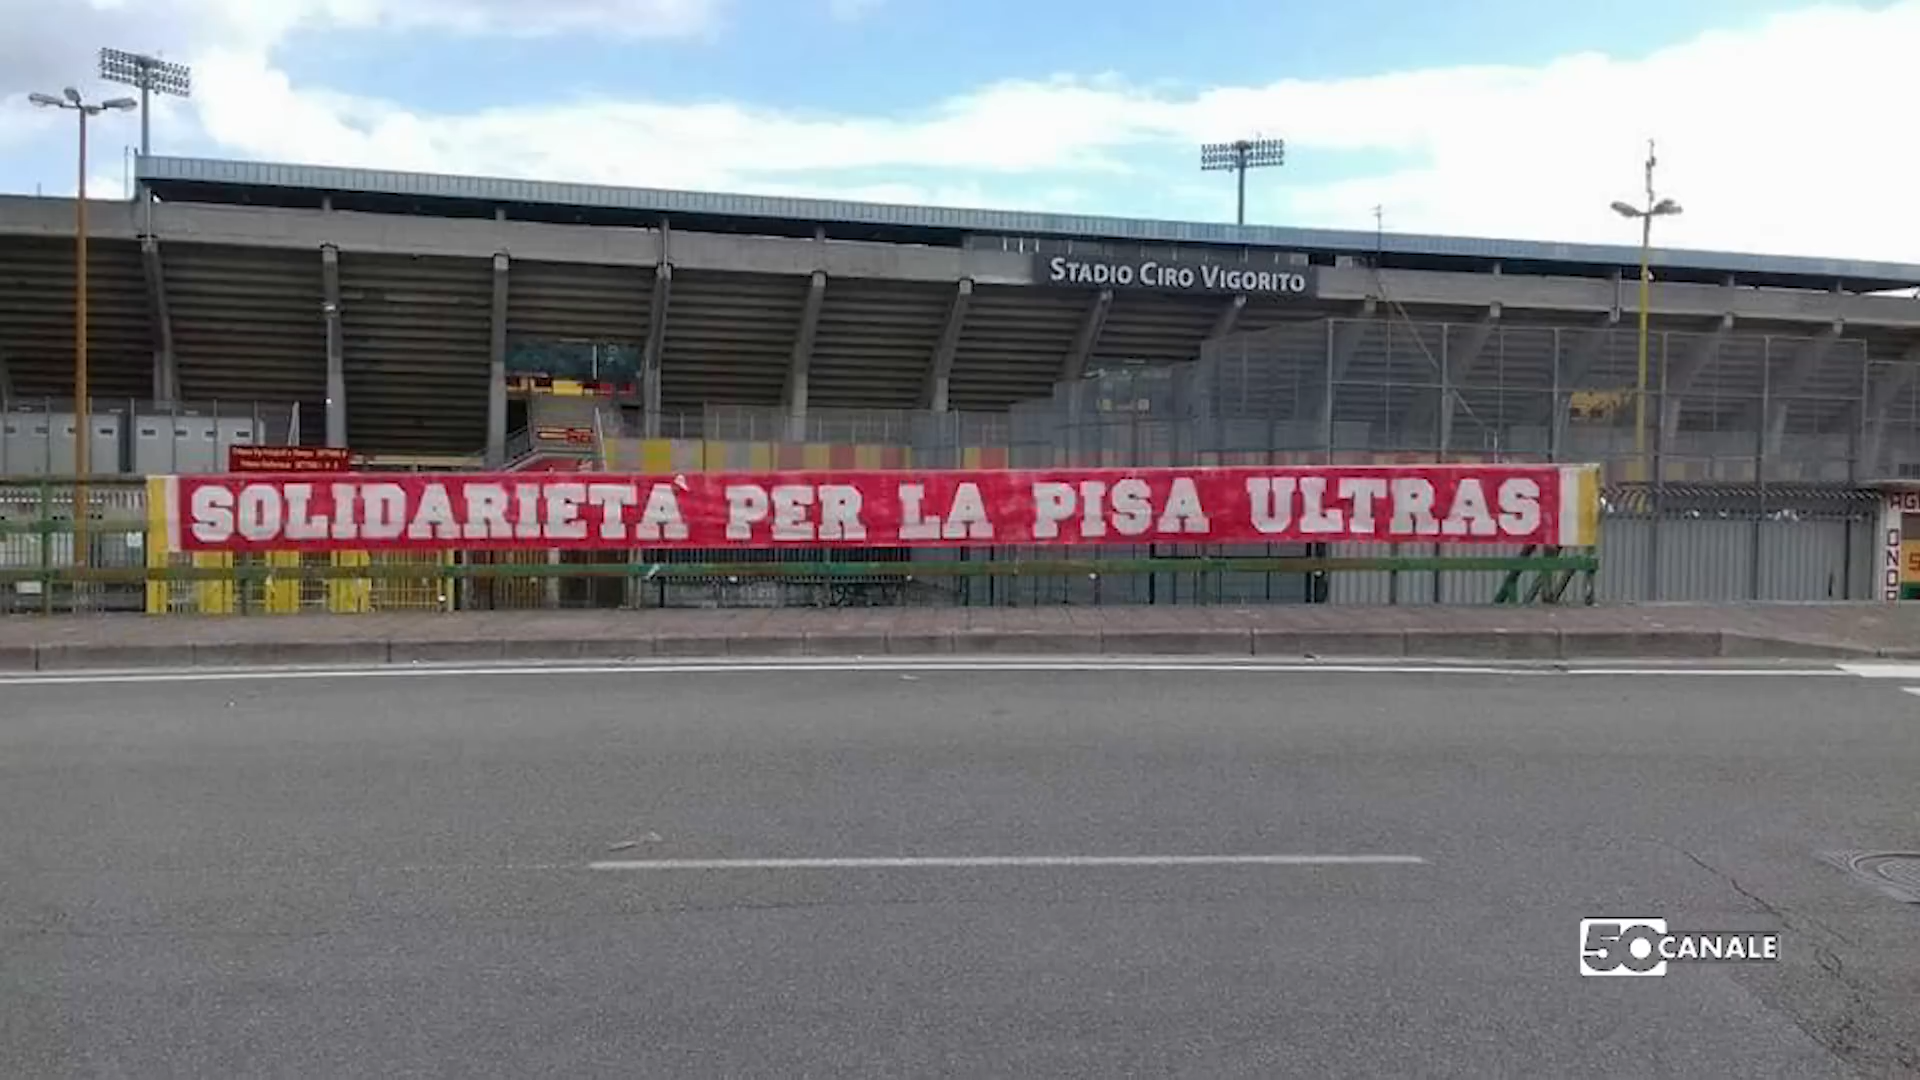 STADIO CIRO VIGORITO
SOLIDARIETÀ PER LA PISA ULTRAS
50 CANALE